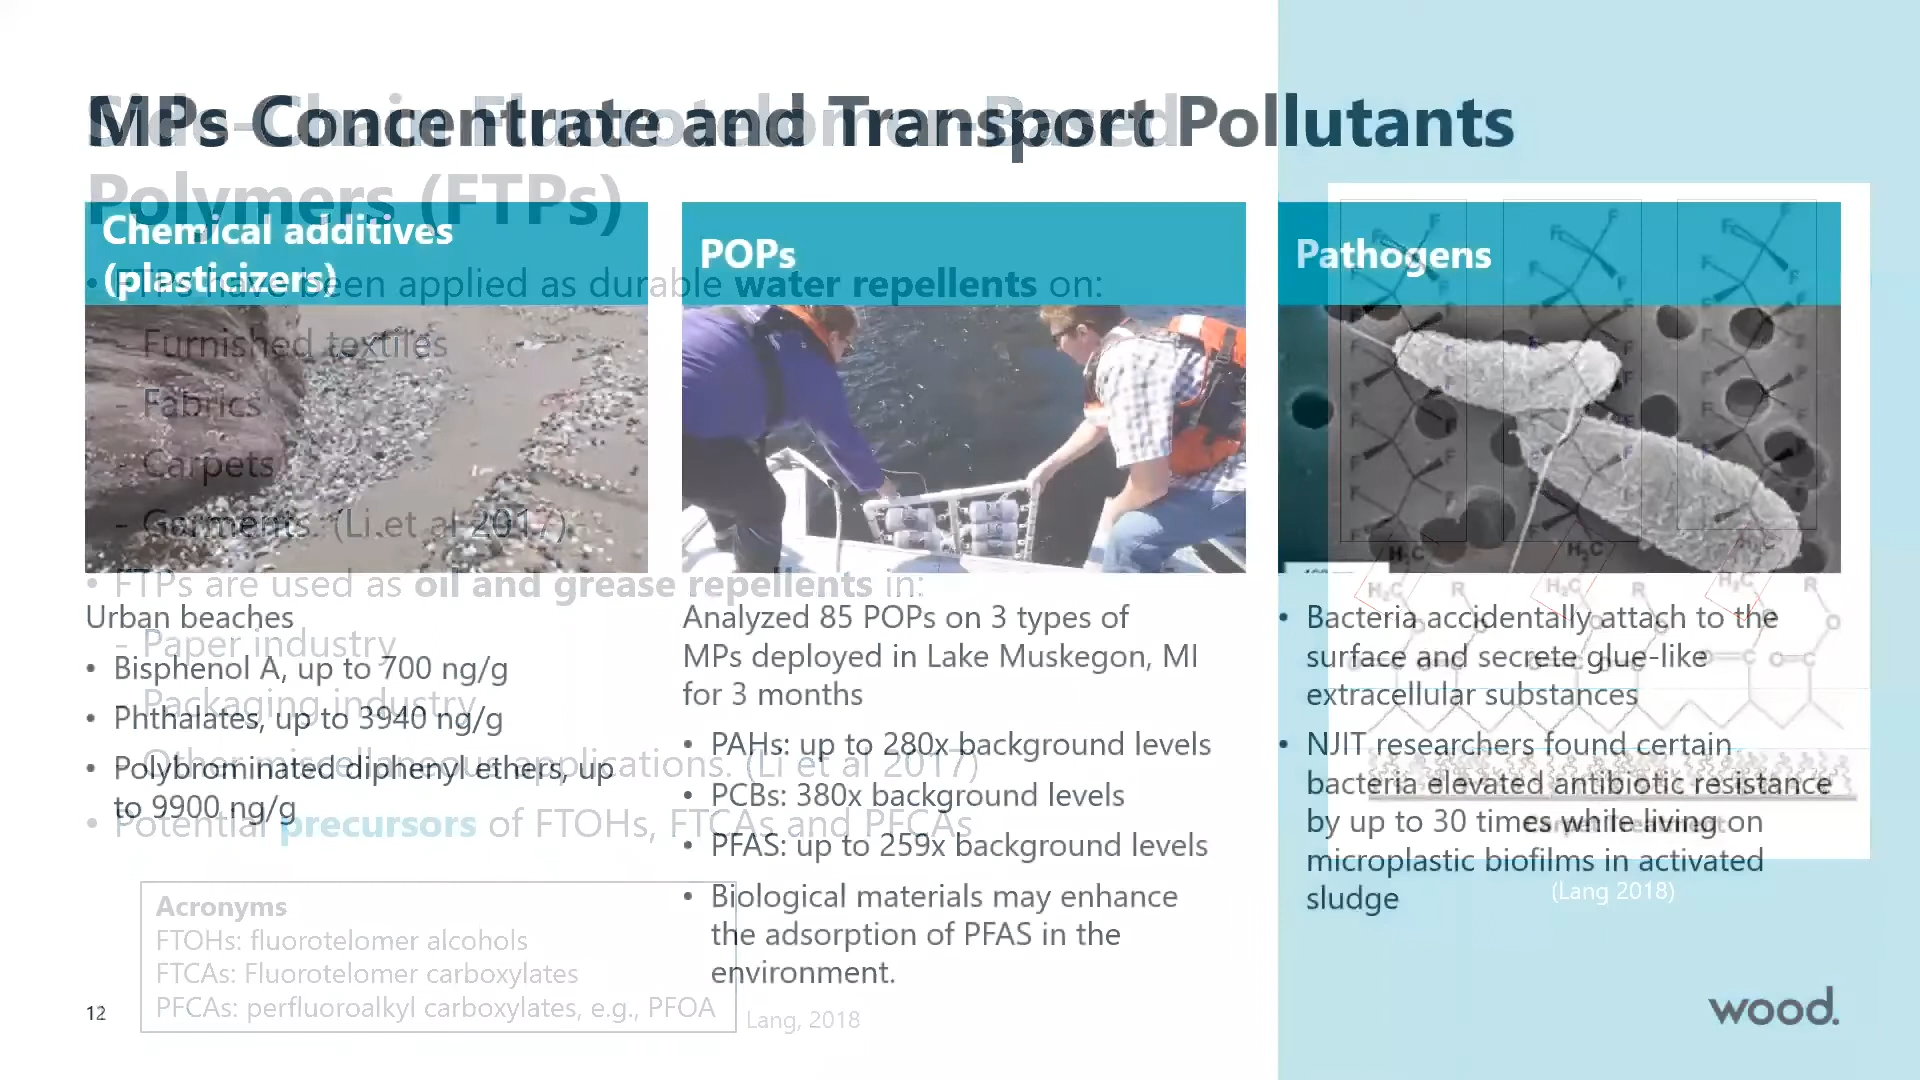 MPs Concentrate and Transport Pollutants
Side-Chain Fluorotelomer-Based
Polymers (FTPs)
Chemical additives
(plasticizers)
POPs
Pathogens
• FTPs have been applied as durable water repellents on:
- Furnished textiles
- Fabrics
- Carpets
- Garments. (Li et al 2017)
• FTPs are used as oil and grease repellents in:
- Paper industry
- Packaging industry
- Other miscellaneous applications. (Li et al 2017)
• Potential precursors of FTOHs, FTCAs and PFCAs
Urban beaches
• Bisphenol A, up to 700 ng/g
• Phthalates, up to 3940 ng/g
• Polybrominated diphenyl ethers, up
to 9900 ng/g
Analyzed 85 POPs on 3 types of
MPs deployed in Lake Muskegon, MI
for 3 months
• PAHs: up to 280x background levels
• PCBs: 380x background levels
• PFAS: up to 259x background levels
• Biological materials may enhance
the adsorption of PFAS in the
environment.
• Bacteria accidentally attach to the
surface and secrete glue-like
extracellular substances
• NJIT researchers found certain
bacteria elevated antibiotic resistance
by up to 30 times while living on
microplastic biofilms in activated
sludge
(Lang 2018)
Acronyms
FTOHs: fluorotelomer alcohols
FTCAs: Fluorotelomer carboxylates
PFCAs: perfluoroalkyl carboxylates, e.g., PFOA
Lang, 2018
12
wood.